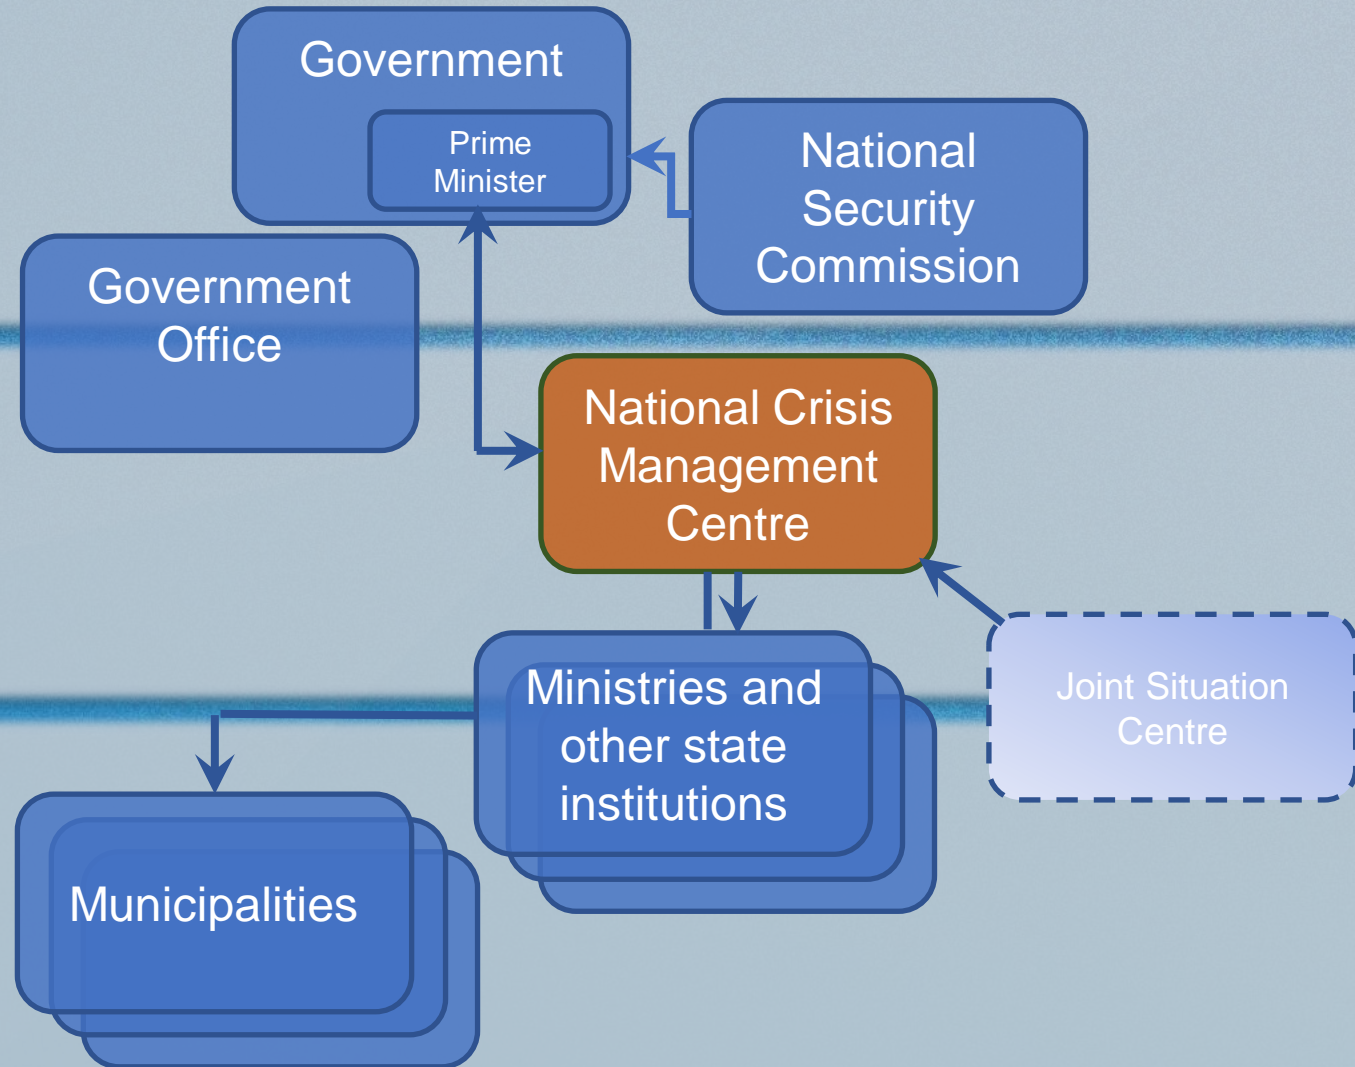 Government
Prime
Minister
National
Security
Commission
Government
Office
National Crisis
Management
Centre
Ministries and
other state
institutions
Joint Situation
Centre
Municipalities